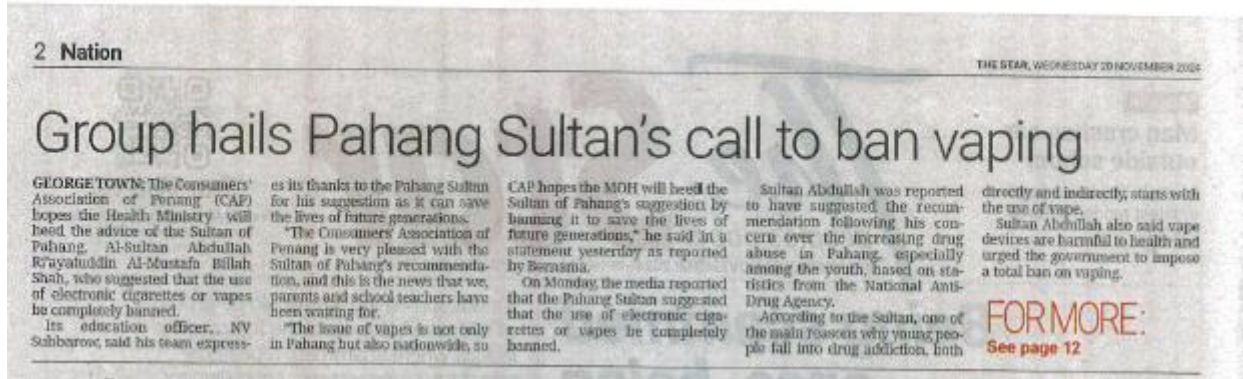 2 Nation
THE STAR, WEDNESDAY 20 NOVEMBER 2024
Group hails Pahang Sultan's call to ban vaping
GEORGE TOWN: The Consumers'
Association of Penang (CAP)
hopes the Health Ministry will
heed the advice of the Sultan of
Pahang, Al-Sultan Abdullah
Ri'ayatuddin Al-Mustafa Billah
Shah, who suggested that the use
of electronic cigarettes or vapes
be completely banned.
Its education officer, NV
Subbarow, said his team express-
es its thanks to the Pahang Sultan
for his suggestion as it can save
the lives of future generations.
"The Consumers' Association of
Penang is very pleased with the
Sultan of Pahang's recommenda-
tion, and this is the news that we,
parents and school teachers have
been waiting for.
"The issue of vapes is not only
in Pahang but also nationwide, so
CAP hopes the MOH will heed the
Sultan of Pahang's suggestion by
banning it to save the lives of
future generations," he said in a
statement yesterday as reported
by Bernama.
On Monday, the media reported
that the Pahang Sultan suggested
that the use of electronic ciga-
rettes or vapes be completely
banned.
Sultan Abdullah was reported
to have suggested the recom-
mendation following his con-
cern over the increasing drug
abuse in Pahang, especially
among the youth, based on sta-
tistics from the National Anti-
Drug Agency.
According to the Sultan, one of
the main reasons why young peo-
ple fall into drug addiction, both
directly and indirectly, starts with
the use of vape.
Sultan Abdullah also said vape
devices are harmful to health and
urged the government to impose
a total ban on vaping.
FOR MORE:
See page 12